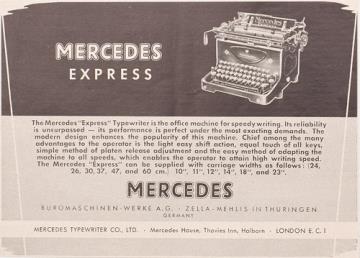 MERCEDES
EXPRESS
MERCEDES
The Mercedes "Express" Typewriter is the office machine for speedy writing. Its reliability
is unsurpassed — its performance is perfect under the most exacting demands. The
modern design enhances the popularity of this machine. Chief among the many
advantages to the operator is the light easy shift action, equal touch of all keys,
simple method of platen release adjustment and the easy method of adapting the
machine to all speeds, which enables the operator to attain high writing speed.
The Mercedes "Express" can be supplied with carriage widths as follows: (24,
26, 30, 37, 47, and 60 cm.) 10", 11", 12", 14", 18", and 23".
MERCEDES
BÜROMASCHINEN-WERKE A.G. · ZELLA-MEHLIS IN THÜRINGEN
GERMANY
MERCEDES TYPEWRITER CO., LTD. · Mercedes House, Thavies Inn, Holborn · LONDON E.C.1